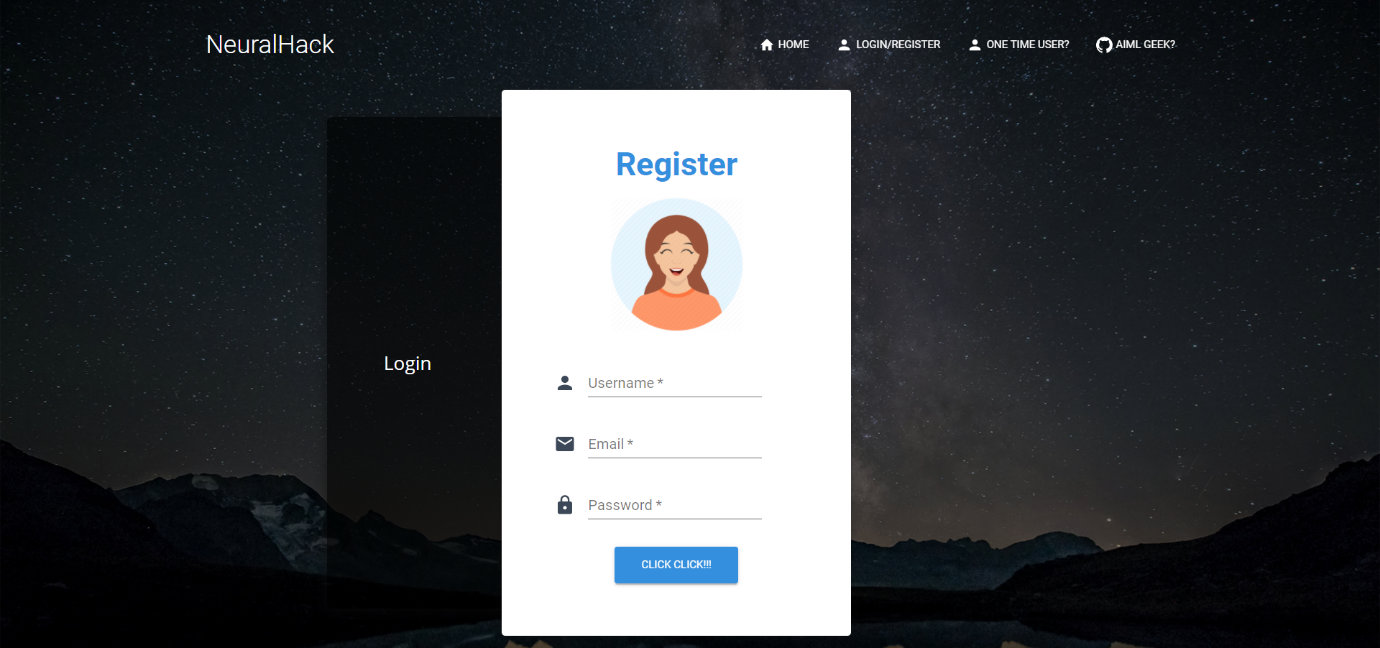 NeuralHack
HOME
LOGIN/REGISTER
ONE TIME USER?
AIML GEEK?
Register
Login
Username *
Email *
Password *
CLICK CLICK!!!